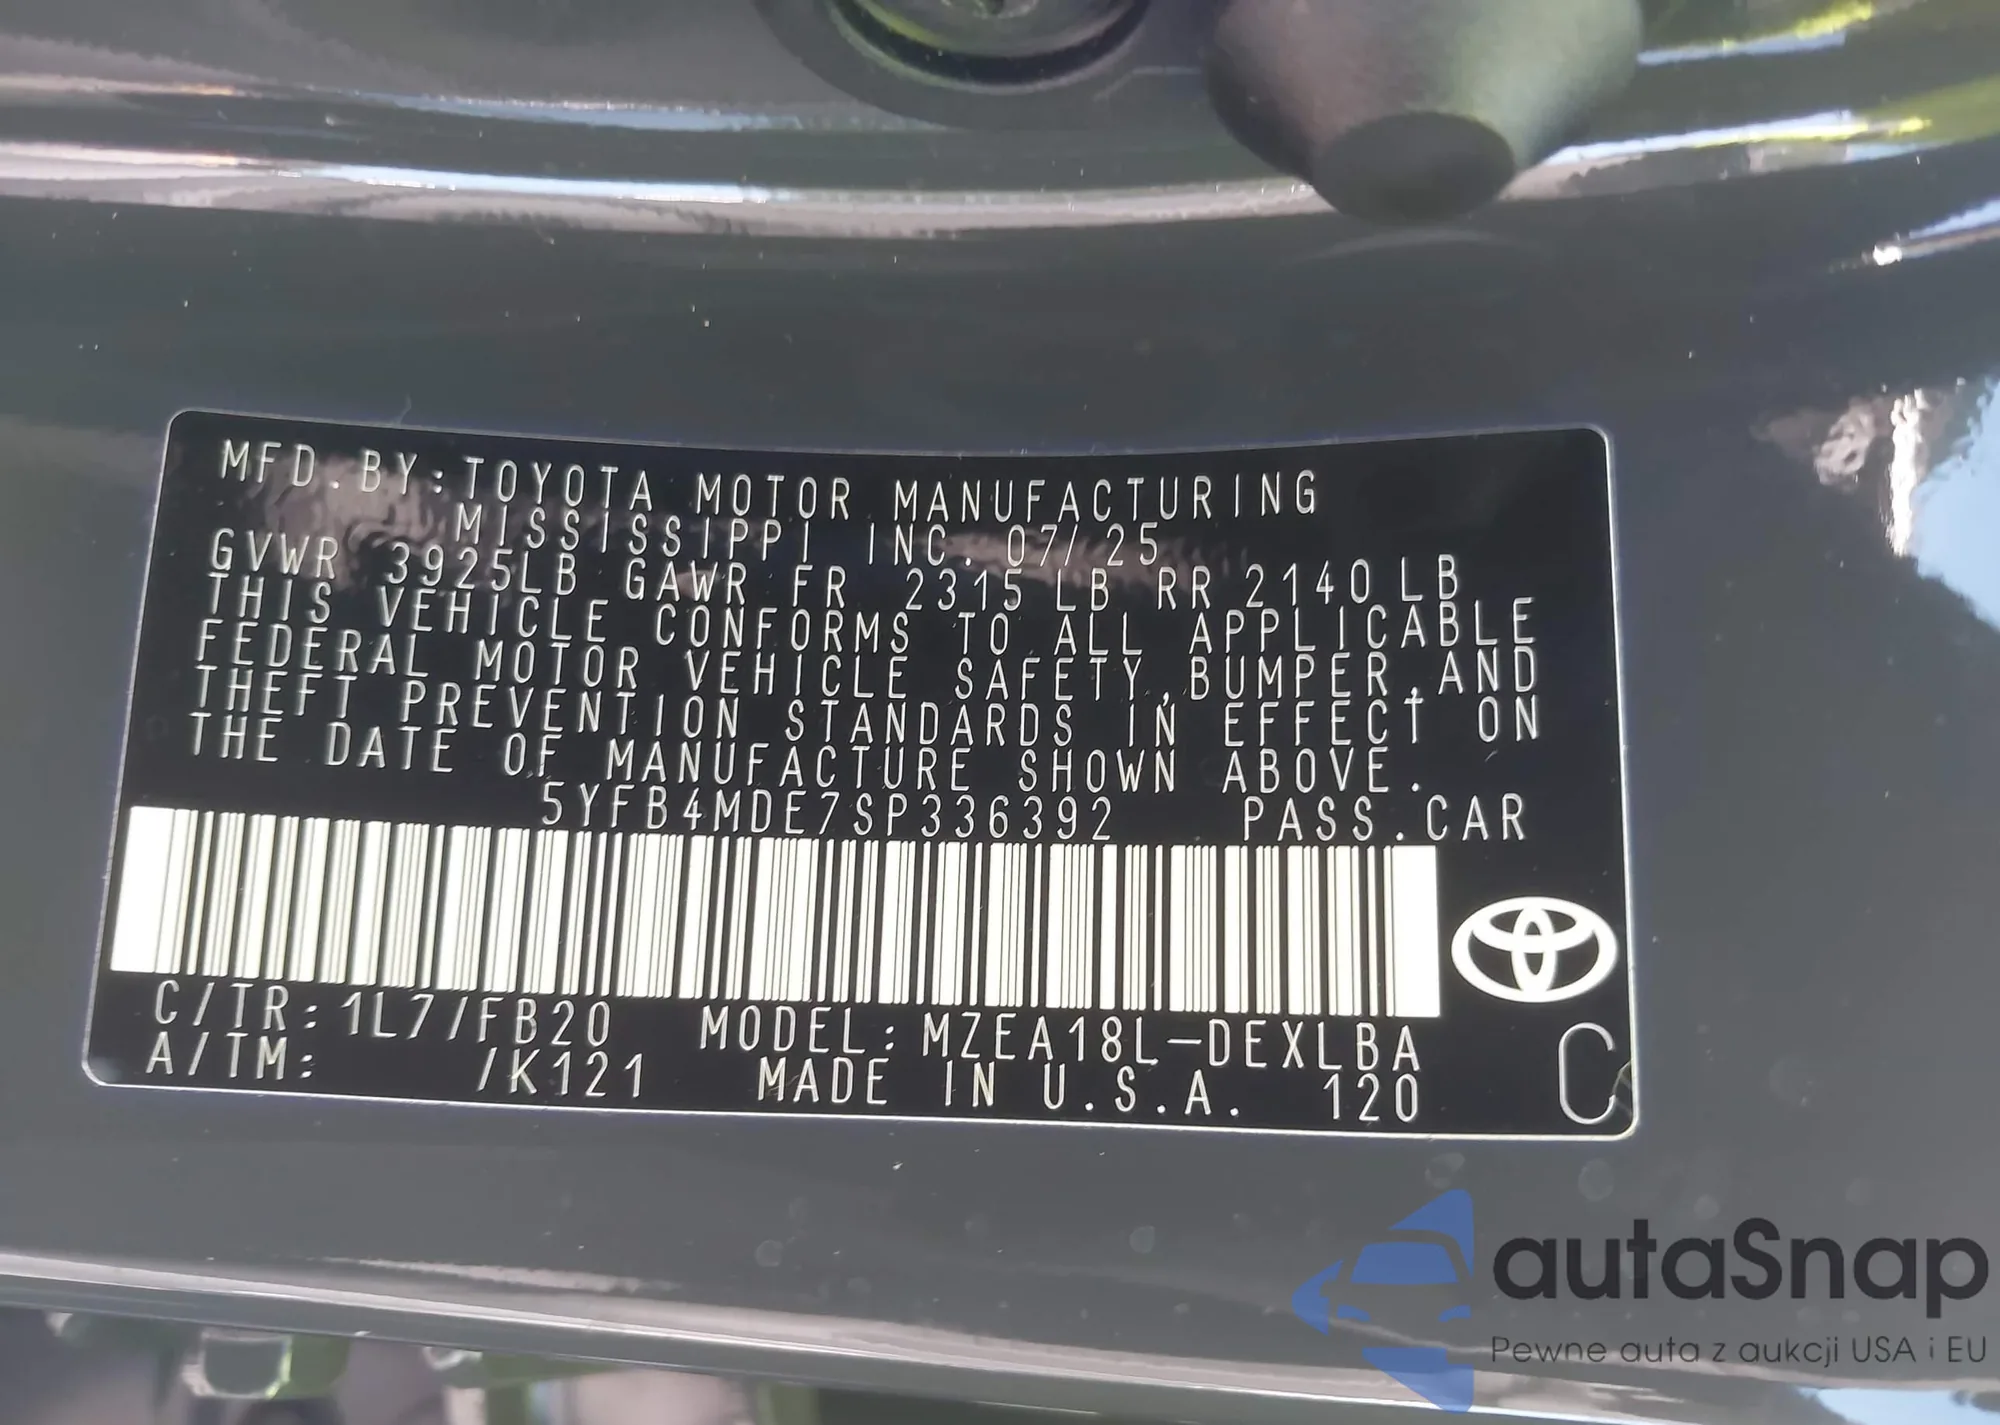 MFD.BY:TOYOTA MOTOR MANUFACTURING
MISSISSIPPI INC. 07/25
GVWR 3925LB GAWR FR 2315 LB RR 2140 LB
THIS VEHICLE CONFORMS TO ALL APPLICABLE
FEDERAL MOTOR VEHICLE SAFETY,BUMPER,AND
THEFT PREVENTION STANDARDS IN EFFECT ON
THE DATE OF MANUFACTURE SHOWN ABOVE.
5YFB4MDE7SP336392 PASS.CAR
C/TR:1L7/FB20 MODEL:MZEA18L-DEXLBA
A/TM: /K121 MADE IN U.S.A. 120
C
autaSnap
Pewne auta z aukcji USA i EU